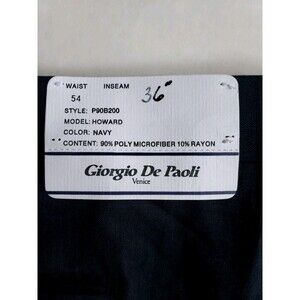 WAIST INSEAM
54 36"
STYLE: P90B200
MODEL: HOWARD
COLOR: NAVY
CONTENT: 90% POLY MICROFIBER 10% RAYON
Giorgio De Paoli
Venice